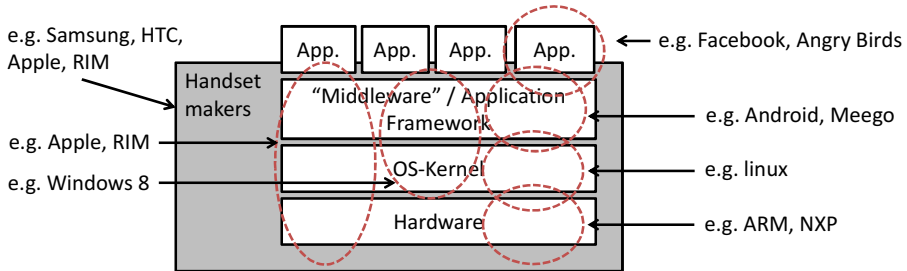 e.g. Samsung, HTC,
Apple, RIM
App.
App.
App.
App.
e.g. Facebook, Angry Birds
Handset
makers
“Middleware” / Application
Framework
e.g. Android, Meego
e.g. Apple, RIM
OS-Kernel
e.g. linux
e.g. Windows 8
Hardware
e.g. ARM, NXP